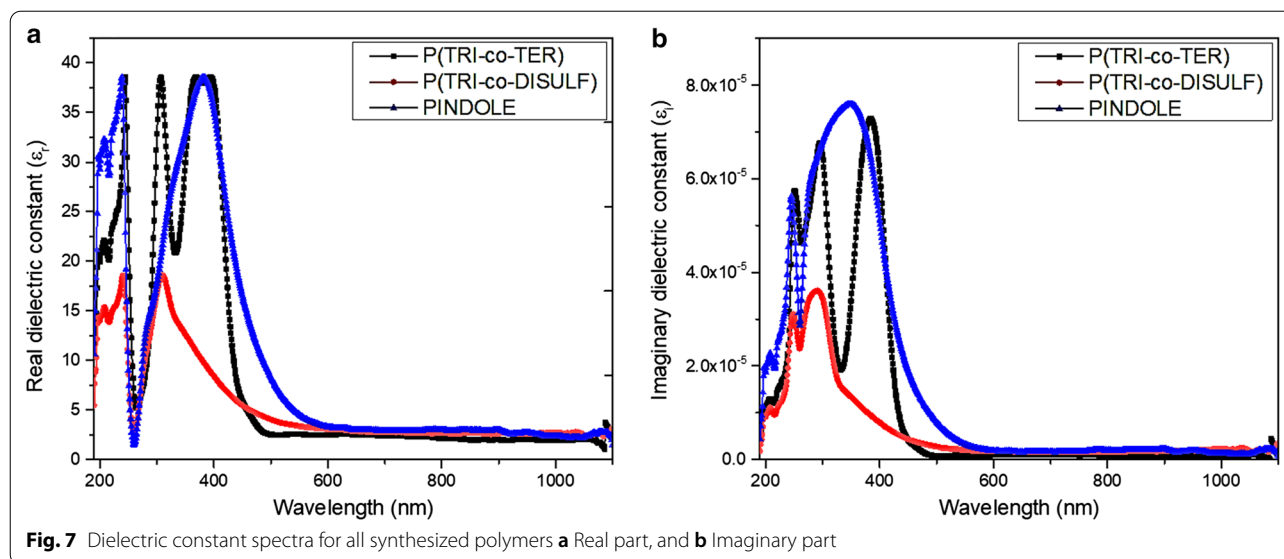 a
P(TRI-co-TER)
P(TRI-co-DISULF)
PINDOLE
Real dielectric constant (εr)
40
35
30
25
20
15
10
5
0
200
400
600
800
1000
Wavelength (nm)
b
P(TRI-co-TER)
P(TRI-co-DISULF)
PINDOLE
Imaginary dielectric constant (εi)
8.0x10-5
6.0x10-5
4.0x10-5
2.0x10-5
0.0
200
400
600
800
1000
Wavelength (nm)
Fig. 7 Dielectric constant spectra for all synthesized polymers a Real part, and b Imaginary part